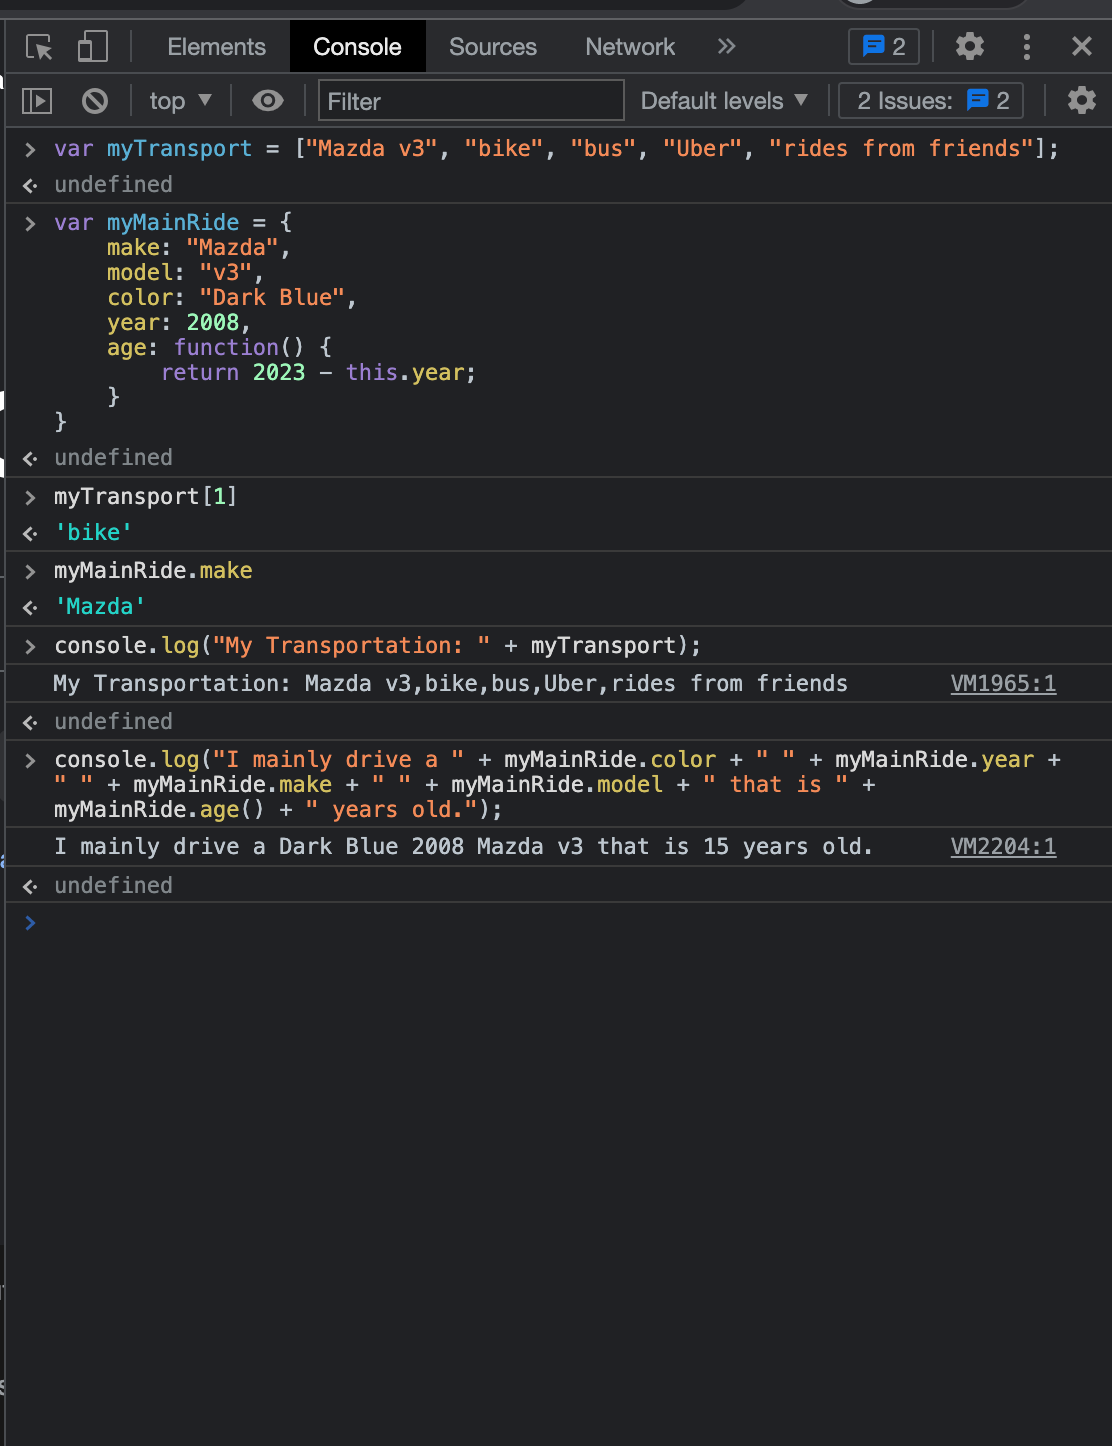 Elements Console Sources Network » 2
top ▼ Filter Default levels ▼ 2 Issues: 2
> var myTransport = ["Mazda v3", "bike", "bus", "Uber", "rides from friends"];
undefined
> var myMainRide = {
make: "Mazda",
model: "v3",
color: "Dark Blue",
year: 2008,
age: function() {
return 2023 – this.year;
}
}
undefined
> myTransport[1]
'bike'
> myMainRide.make
'Mazda'
> console.log("My Transportation: " + myTransport);
My Transportation: Mazda v3,bike,bus,Uber,rides from friends VM1965:1
undefined
> console.log("I mainly drive a " + myMainRide.color + " " + myMainRide.year +
" " + myMainRide.make + " " + myMainRide.model + " that is " +
myMainRide.age() + " years old.");
I mainly drive a Dark Blue 2008 Mazda v3 that is 15 years old. VM2204:1
undefined
>